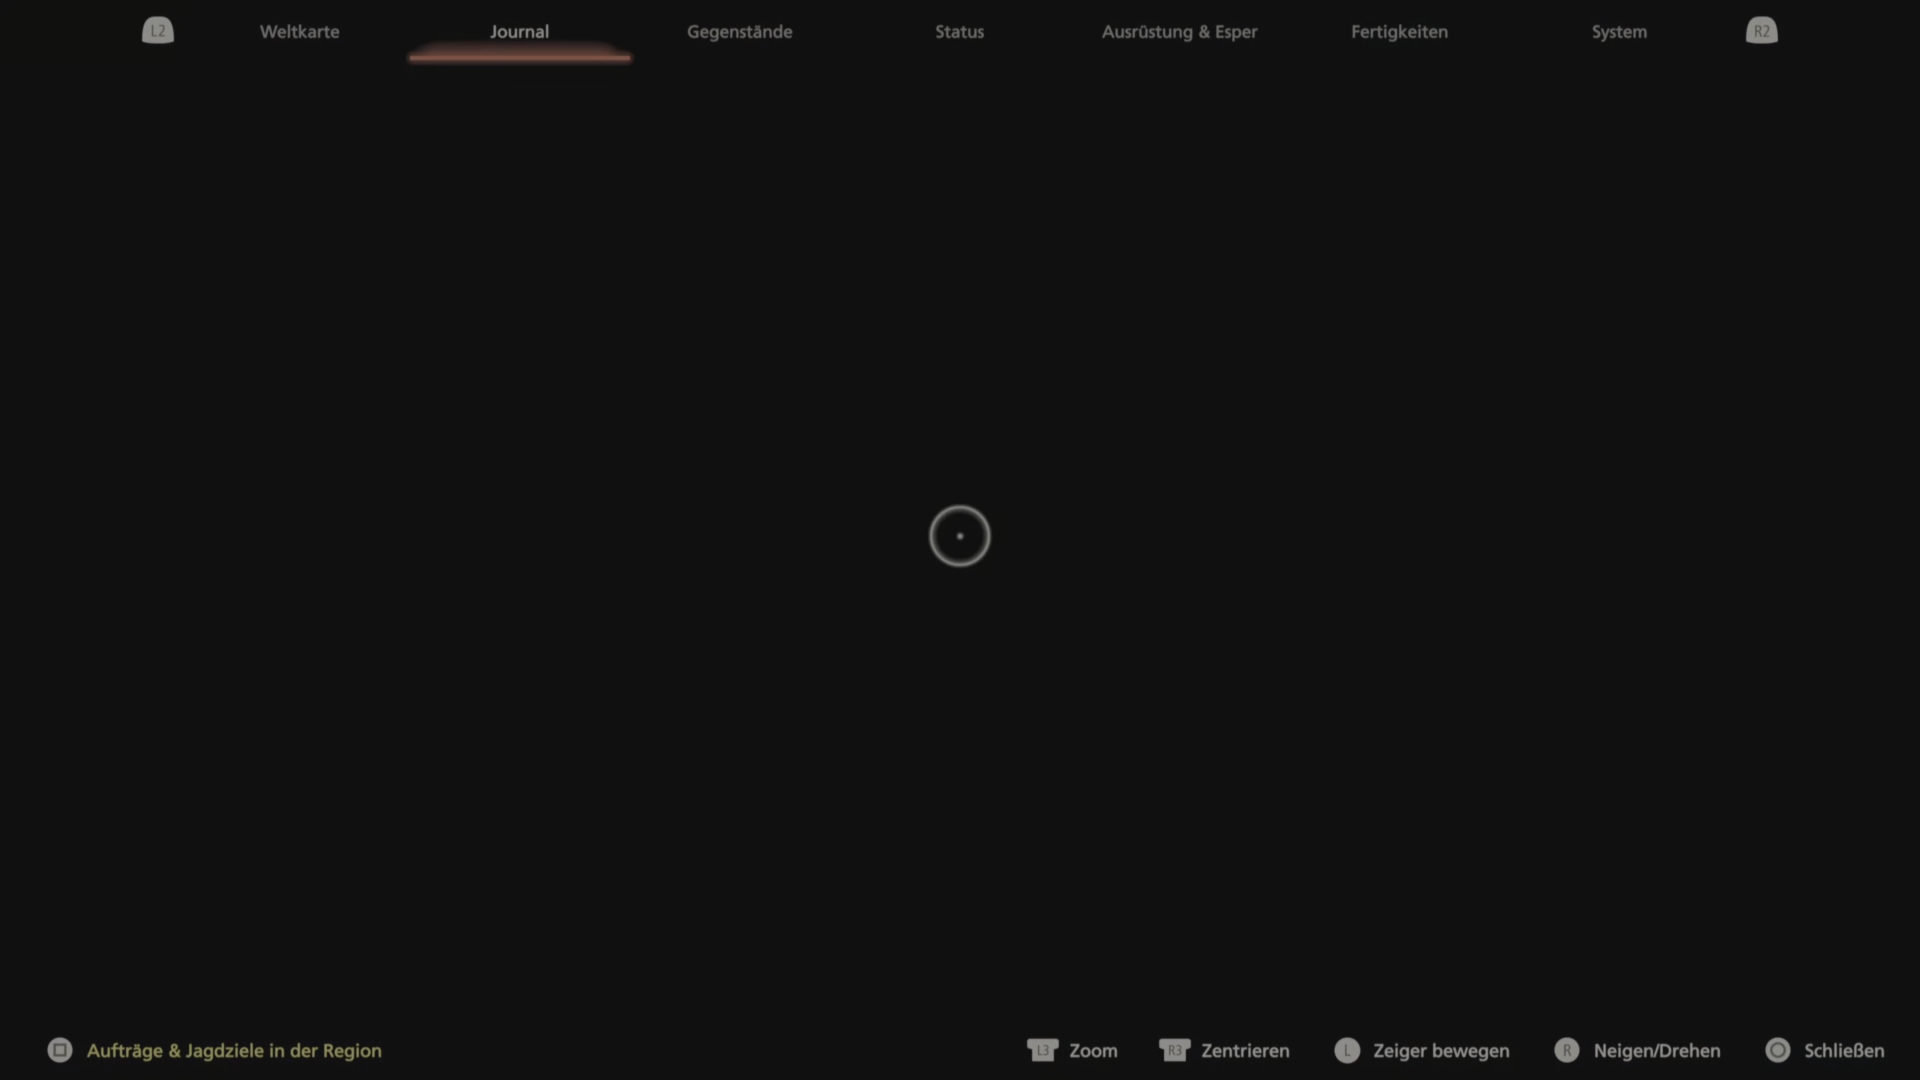 L2 Weltkarte Journal Gegenstände Status Ausrüstung & Esper Fertigkeiten System R2
Aufträge & Jagdziele in der Region L3 Zoom R3 Zentrieren L Zeiger bewegen R Neigen/Drehen Schließen